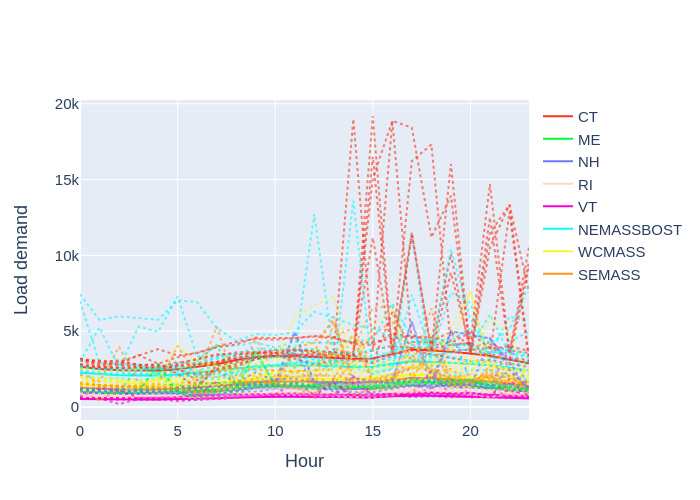 20k
15k
10k
5k
0
Load demand
0 5 10 15 20
Hour
CT
ME
NH
RI
VT
NEMASSBOST
WCMASS
SEMASS